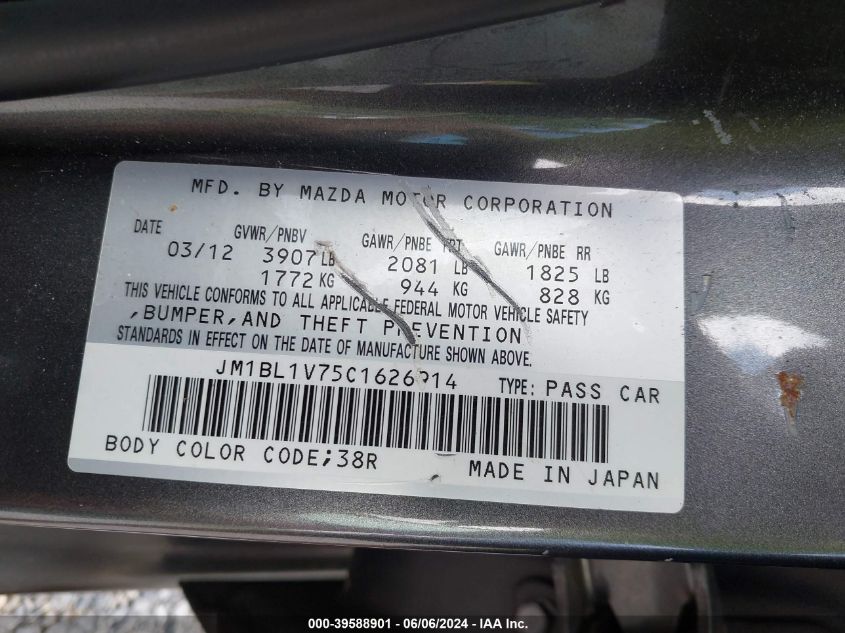 MFD. BY MAZDA MOTOR CORPORATION
DATE GVWR/PNBV GAWR/PNBE FRT GAWR/PNBE RR
03/12 3907 LB 2081 LB 1825 LB
1772 KG 944 KG 828 KG
THIS VEHICLE CONFORMS TO ALL APPLICABLE FEDERAL MOTOR VEHICLE SAFETY
,BUMPER,AND THEFT PREVENTION
STANDARDS IN EFFECT ON THE DATE OF MANUFACTURE SHOWN ABOVE.
JM1BL1V75C1626914 TYPE: PASS CAR
BODY COLOR CODE;38R MADE IN JAPAN
000-39588901 - 06/06/2024 - IAA Inc.